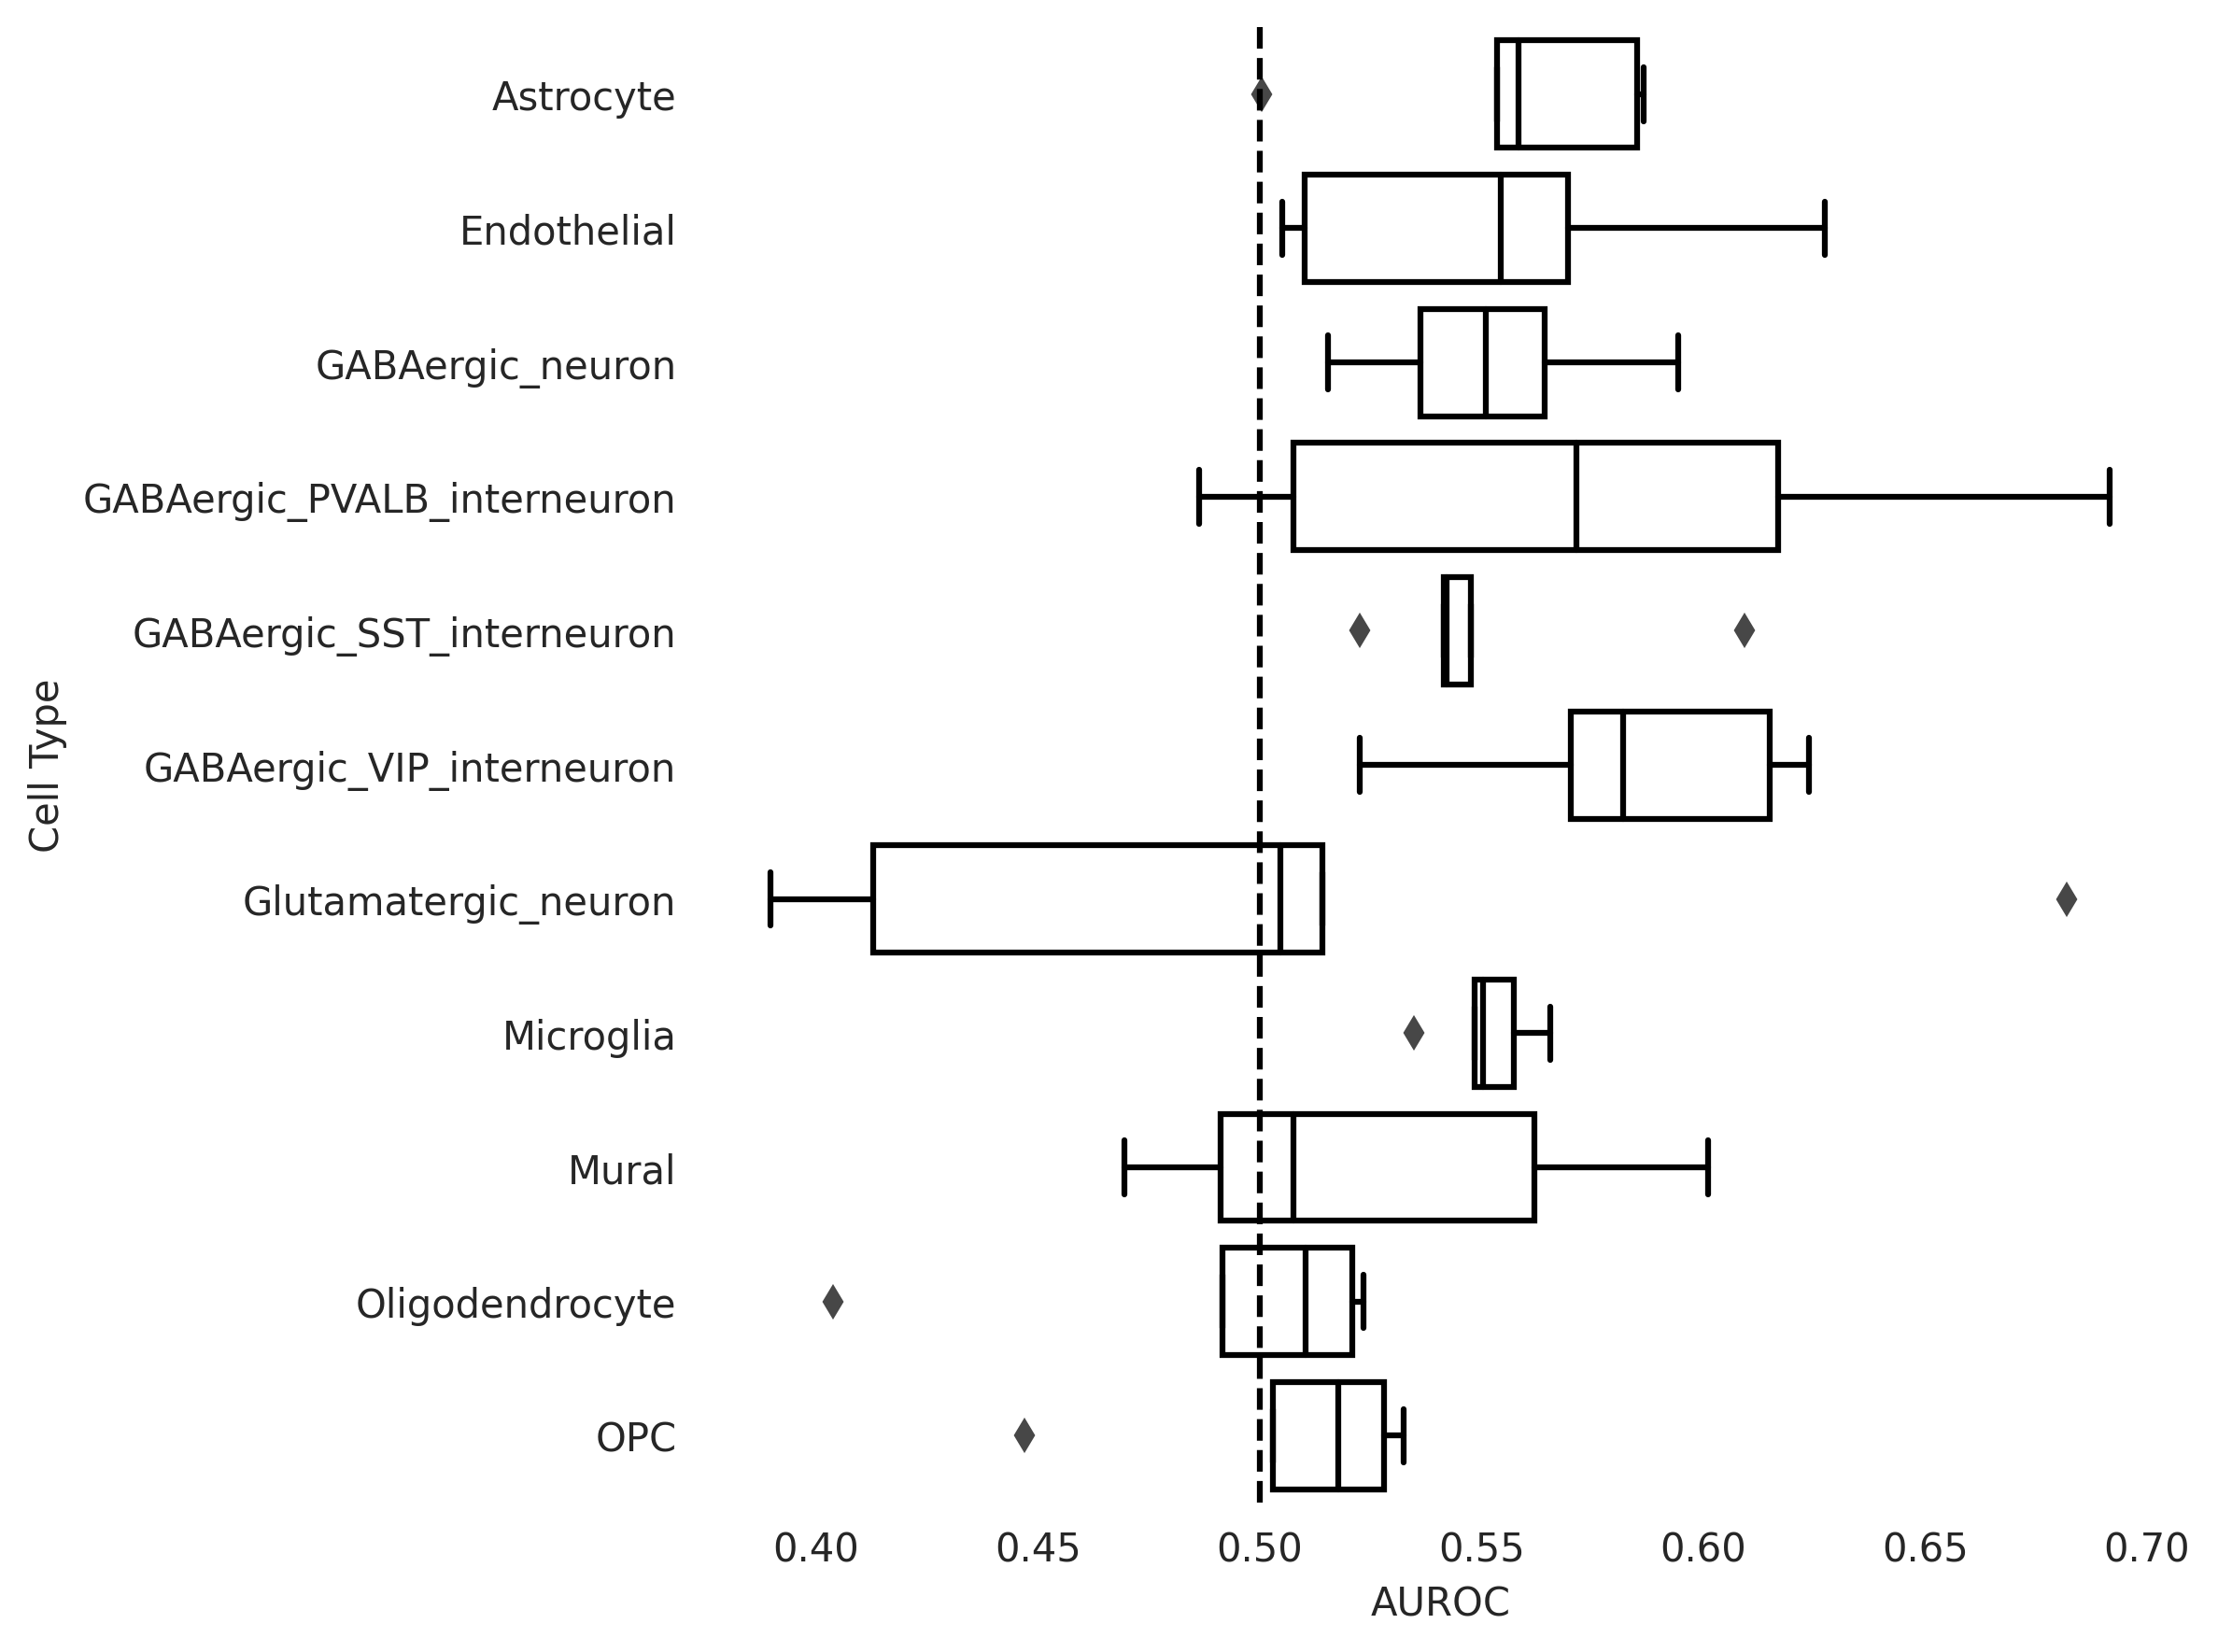 Astrocyte
Endothelial
GABAergic_neuron
GABAergic_PVALB_interneuron
GABAergic_SST_interneuron
GABAergic_VIP_interneuron
Glutamatergic_neuron
Microglia
Mural
Oligodendrocyte
OPC
Cell Type
0.40 0.45 0.50 0.55 0.60 0.65 0.70
AUROC